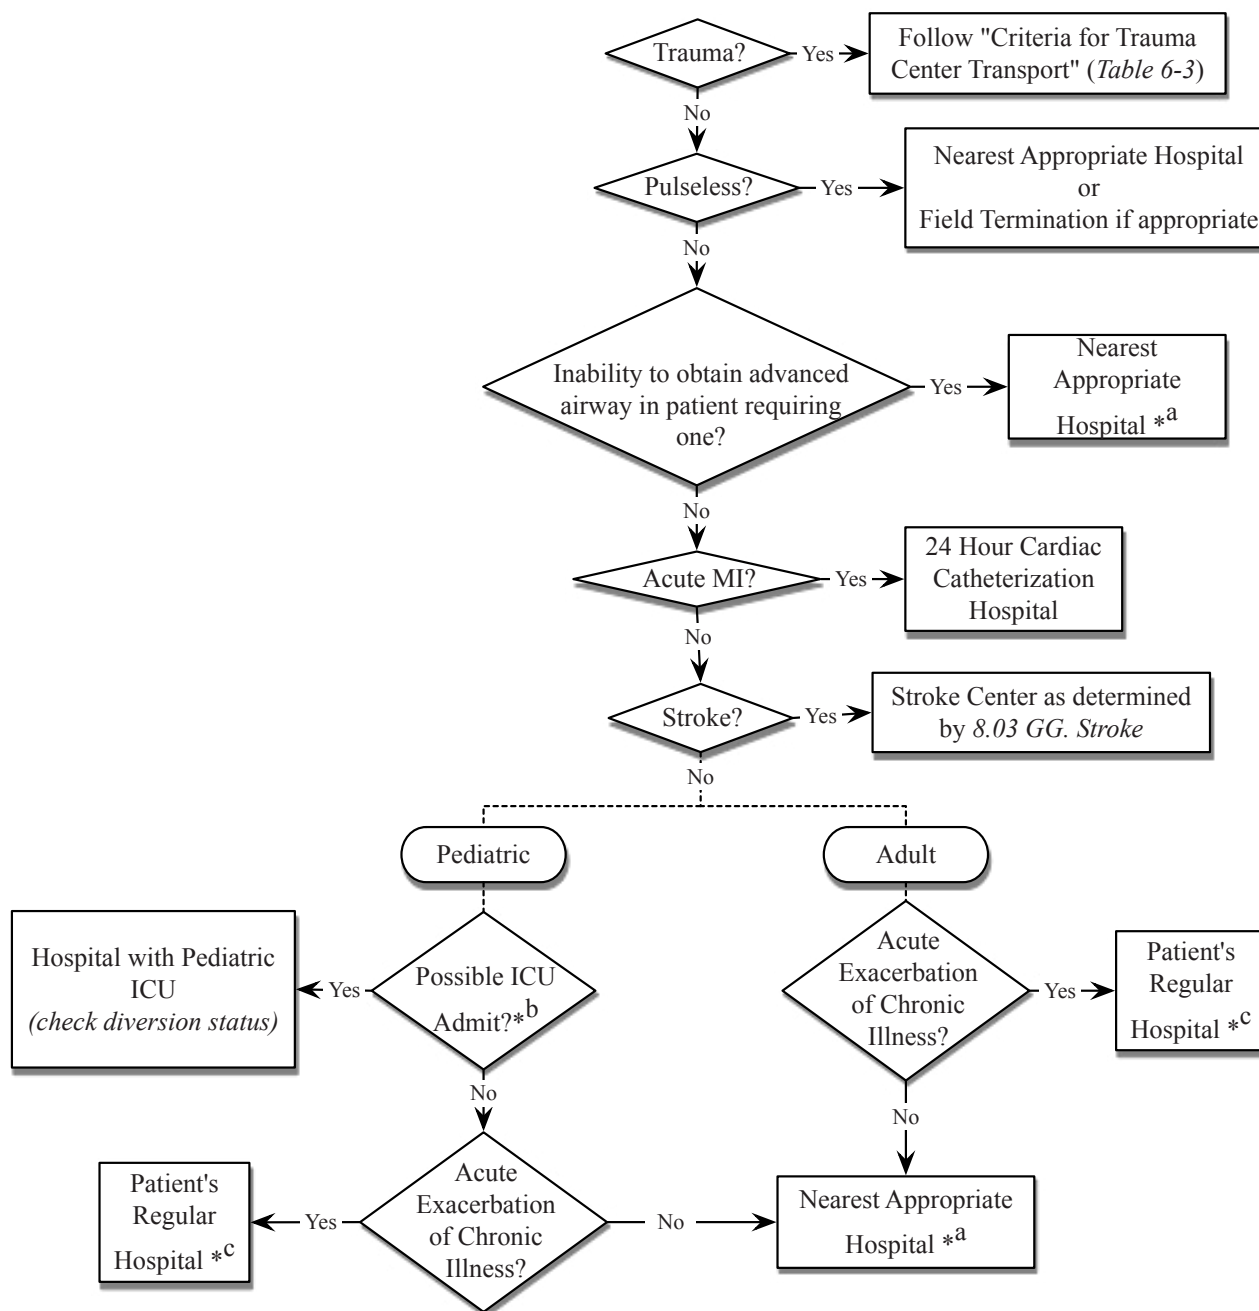 Trauma?
Yes
Follow "Criteria for Trauma
Center Transport" (Table 6-3)
No
Pulseless?
Yes
Nearest Appropriate Hospital
or
Field Termination if appropriate
No
Inability to obtain advanced
airway in patient requiring
one?
Yes
Nearest
Appropriate
Hospital *a
No
Acute MI?
Yes
24 Hour Cardiac
Catheterization
Hospital
No
Stroke?
Yes
Stroke Center as determined
by 8.03 GG. Stroke
No
Pediatric
Adult
Hospital with Pediatric
ICU
(check diversion status)
Yes
Possible ICU
Admit?*b
Acute
Exacerbation
of Chronic
Illness?
Yes
Patient's
Regular
Hospital *c
No
No
Patient's
Regular
Hospital *c
Yes
Acute
Exacerbation
of Chronic
Illness?
No
Nearest Appropriate
Hospital *a